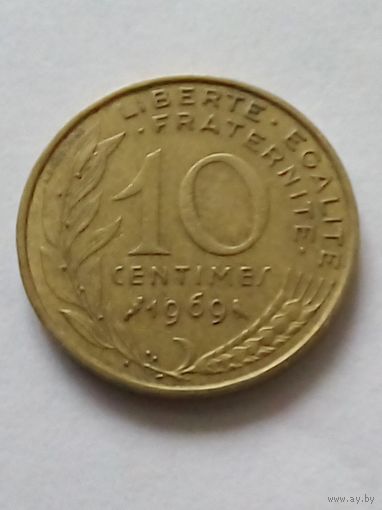 LIBERTE · EGALITE
· FRATERNITE ·
10
CENTIMES
1969
www.ay.by